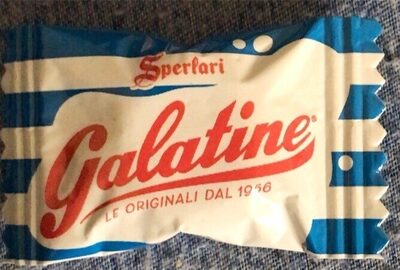 Sperlari
Galatine®
LE ORIGINALI DAL 1956